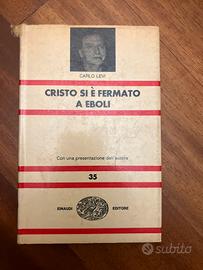 CARLO LEVI
CRISTO SI È FERMATO
A EBOLI
Con una presentazione dell'autore
35
EINAUDI EDITORE
subito